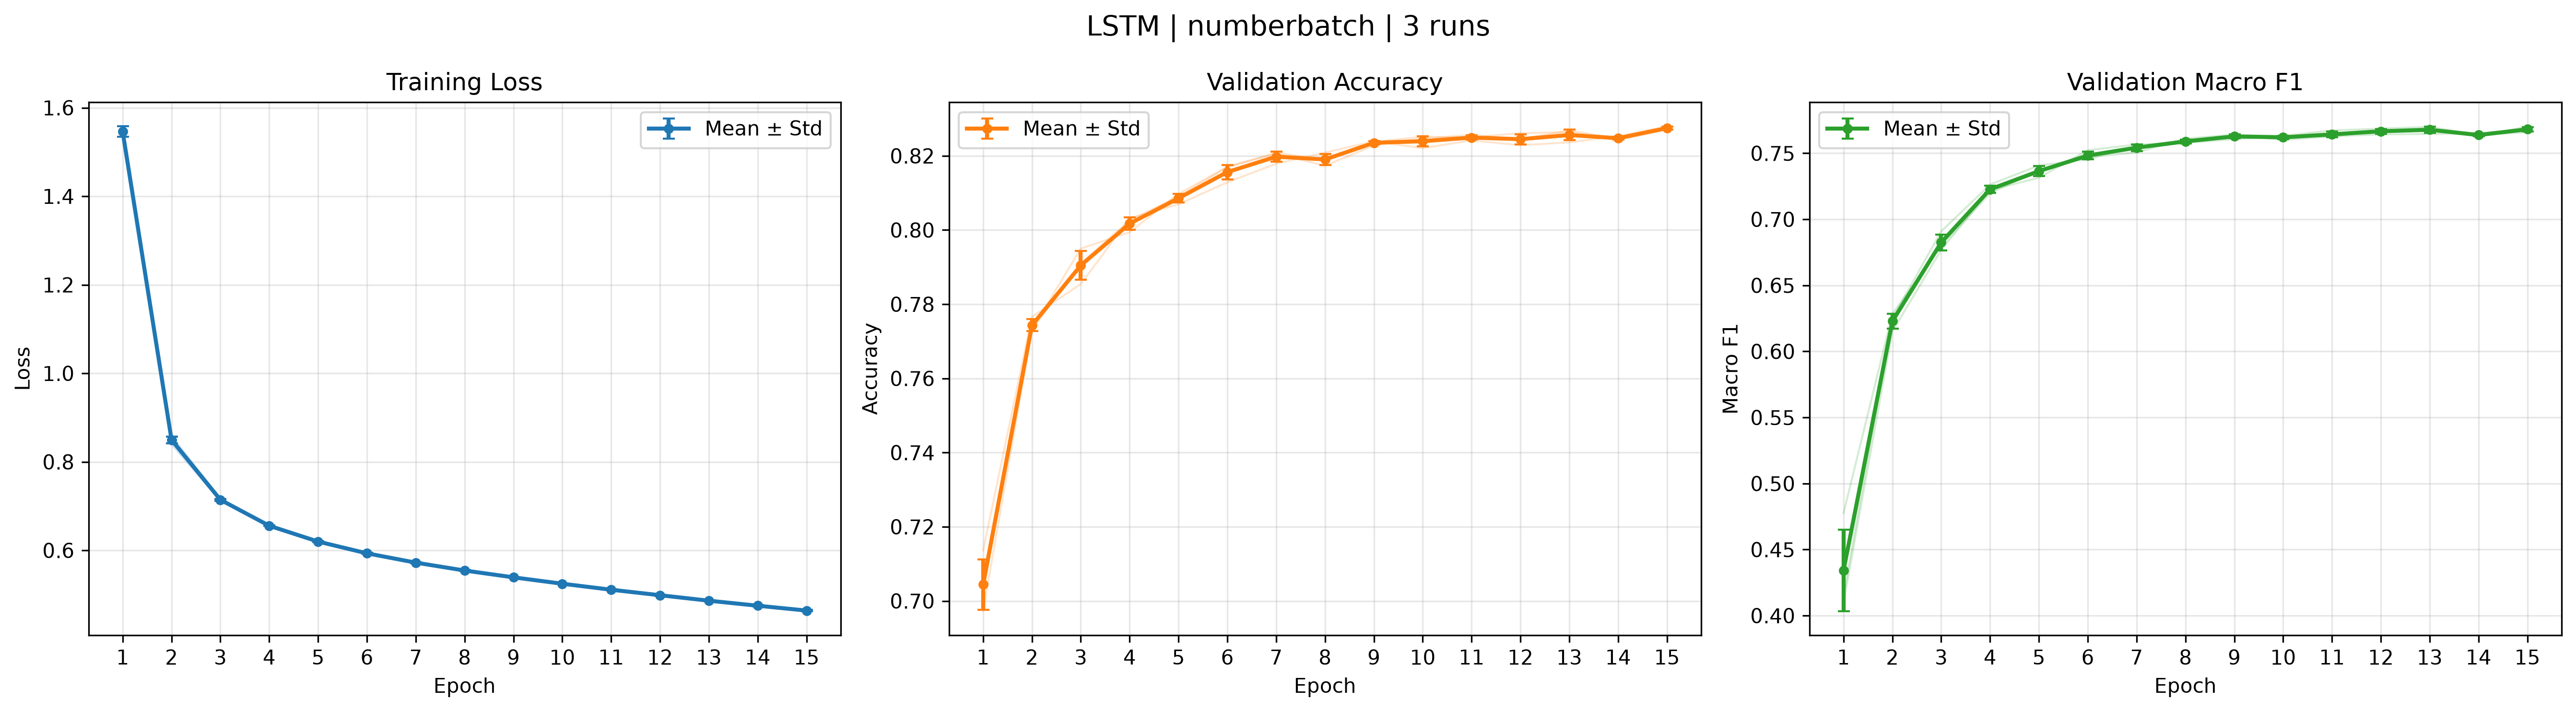 LSTM | numberbatch | 3 runs
Training Loss
Loss
1.6
1.4
1.2
1.0
0.8
0.6
Mean ± Std
1 2 3 4 5 6 7 8 9 10 11 12 13 14 15
Epoch
Validation Accuracy
Accuracy
0.82
0.80
0.78
0.76
0.74
0.72
0.70
Mean ± Std
1 2 3 4 5 6 7 8 9 10 11 12 13 14 15
Epoch
Validation Macro F1
Macro F1
0.75
0.70
0.65
0.60
0.55
0.50
0.45
0.40
Mean ± Std
1 2 3 4 5 6 7 8 9 10 11 12 13 14 15
Epoch